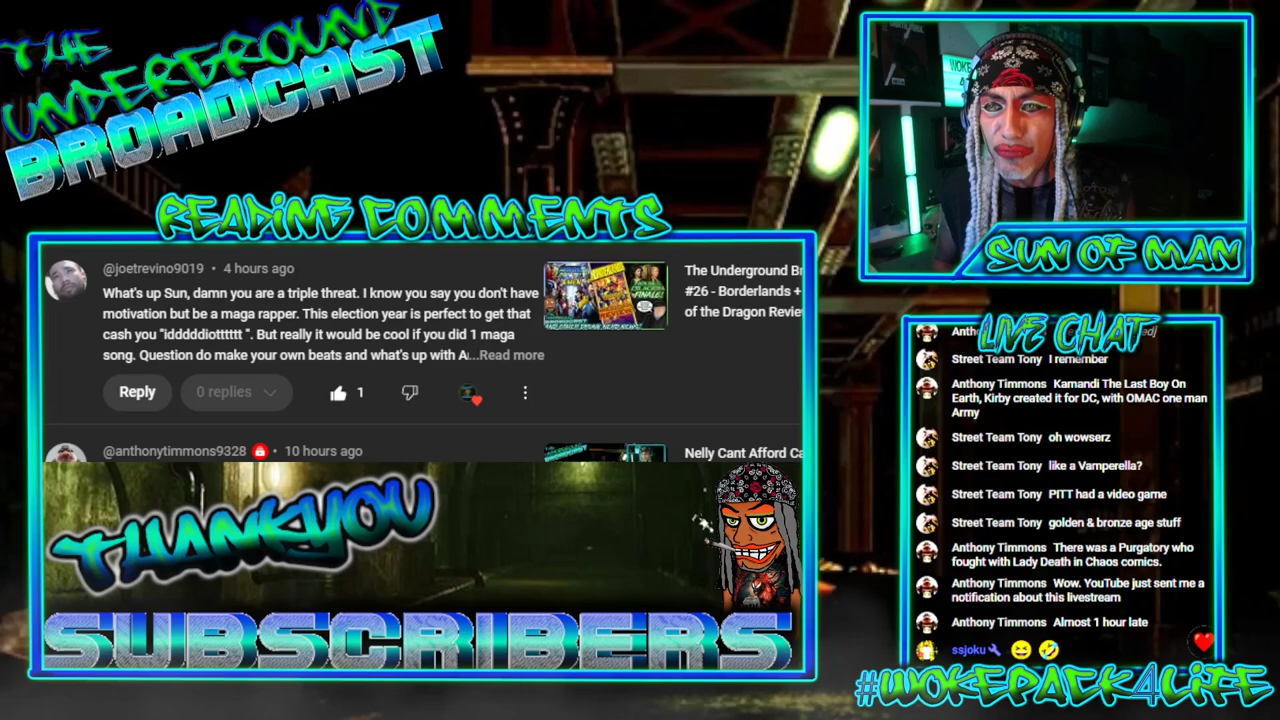 THE
UNDERGROUND
BROADCAST
READING COMMENTS
@joetrevino9019 • 4 hours ago
What's up Sun, damn you are a triple threat. I know you say you don't have
motivation but be a maga rapper. This election year is perfect to get that
cash you "idddddiottttttt ". But really it would be cool if you did 1 maga
song. Question do make your own beats and what's up with A...Read more
Reply
0 replies
1
The Underground Br
#26 - Borderlands +
of the Dragon Revie
@anthonytimmons9328 • 10 hours ago
Nelly Cant Afford Ca
THANKYOU
SUBSCRIBERS
WOKE
SUN OF MAN
LIVE CHAT
Anth
Street Team Tony I remember
Anthony Timmons Kamandi The Last Boy On
Earth, Kirby created it for DC, with OMAC one man
Army
Street Team Tony oh wowserz
Street Team Tony like a Vamperella?
Street Team Tony PITT had a video game
Street Team Tony golden & bronze age stuff
Anthony Timmons There was a Purgatory who
fought with Lady Death in Chaos comics.
Anthony Timmons Wow. YouTube just sent me a
notification about this livestream
Anthony Timmons Almost 1 hour late
ssjoku
#WOKEPACK4LIFE